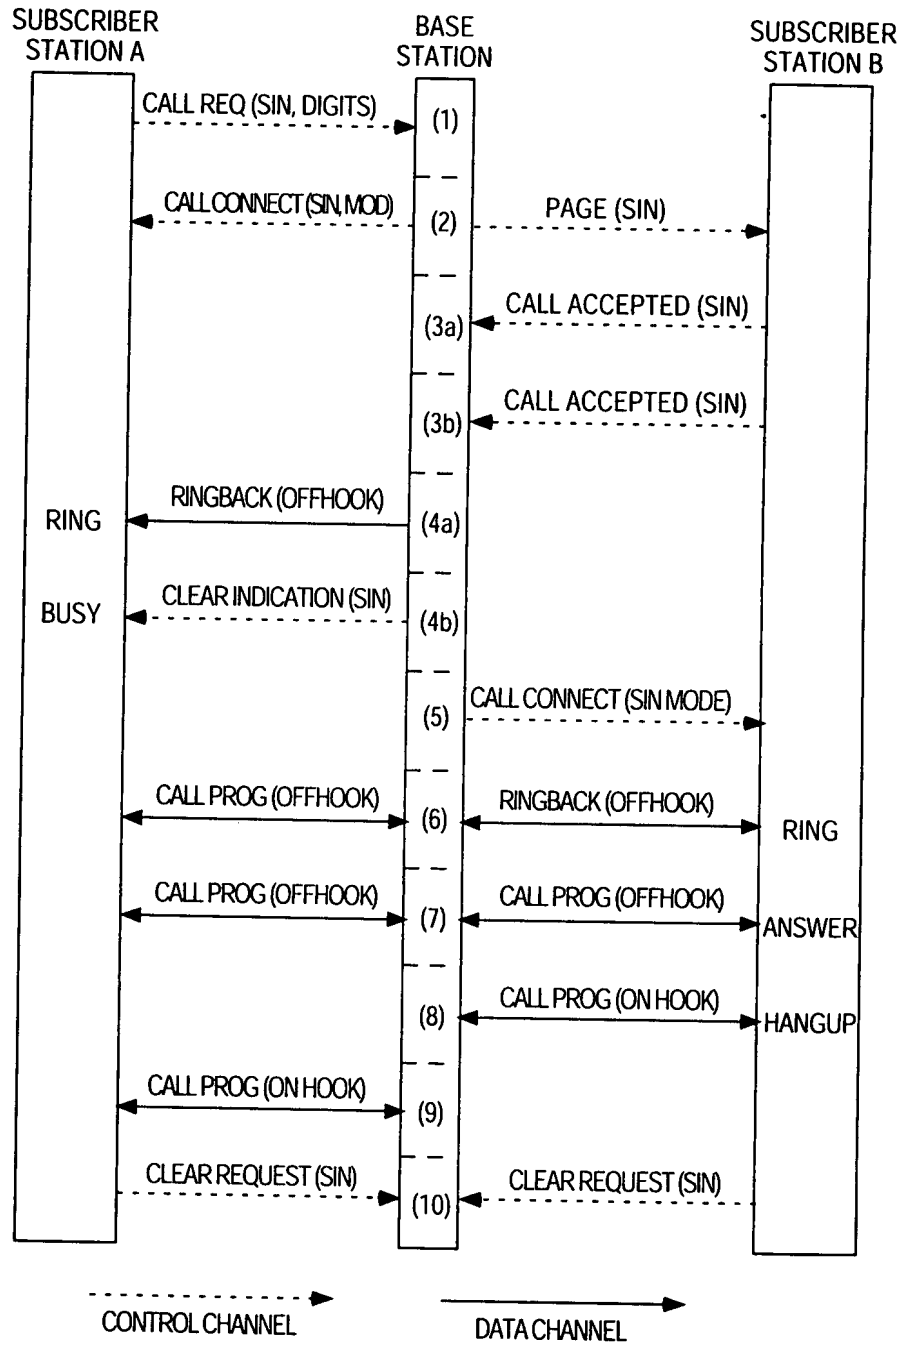 SUBSCRIBER
STATION A
BASE
STATION
SUBSCRIBER
STATION B
CALL REQ (SIN, DIGITS)
(1)
CALL CONNECT (SIN, MOD)
(2)
PAGE (SIN)
CALL ACCEPTED (SIN)
(3a)
CALL ACCEPTED (SIN)
(3b)
RING
RINGBACK (OFFHOOK)
(4a)
BUSY
CLEAR INDICATION (SIN)
(4b)
(5)
CALL CONNECT (SIN MODE)
CALL PROG (OFFHOOK)
(6)
RINGBACK (OFFHOOK)
RING
CALL PROG (OFFHOOK)
(7)
CALL PROG (OFFHOOK)
ANSWER
(8)
CALL PROG (ON HOOK)
HANGUP
CALL PROG (ON HOOK)
(9)
CLEAR REQUEST (SIN)
(10)
CLEAR REQUEST (SIN)
CONTROL CHANNEL
DATA CHANNEL